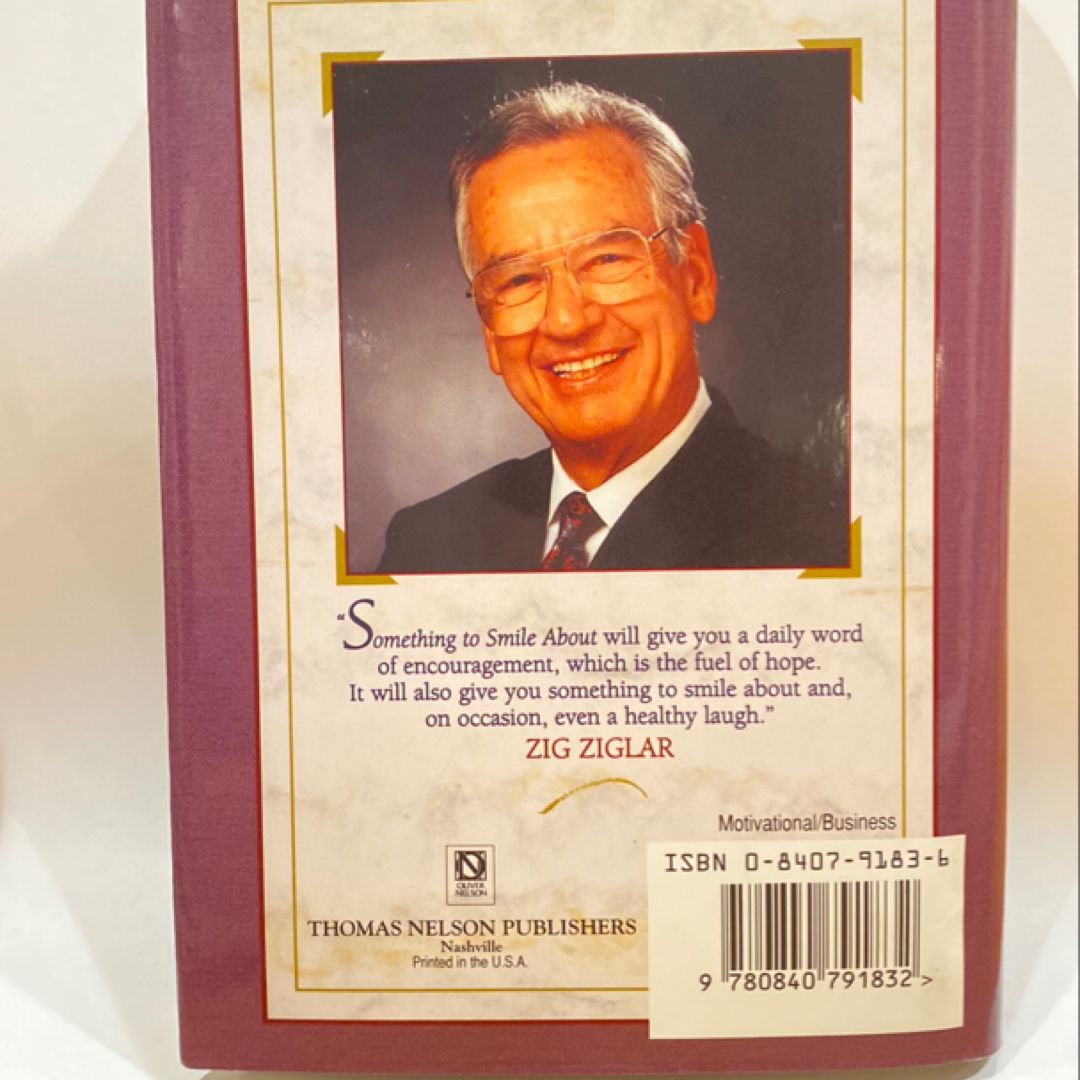 “Something to Smile About will give you a daily word
of encouragement, which is the fuel of hope.
It will also give you something to smile about and,
on occasion, even a healthy laugh.”
ZIG ZIGLAR
Motivational/Business
ISBN 0-8407-9183-6
9 780840 791832 >
N
OLIVER
NELSON
THOMAS NELSON PUBLISHERS
Nashville
Printed in the U.S.A.